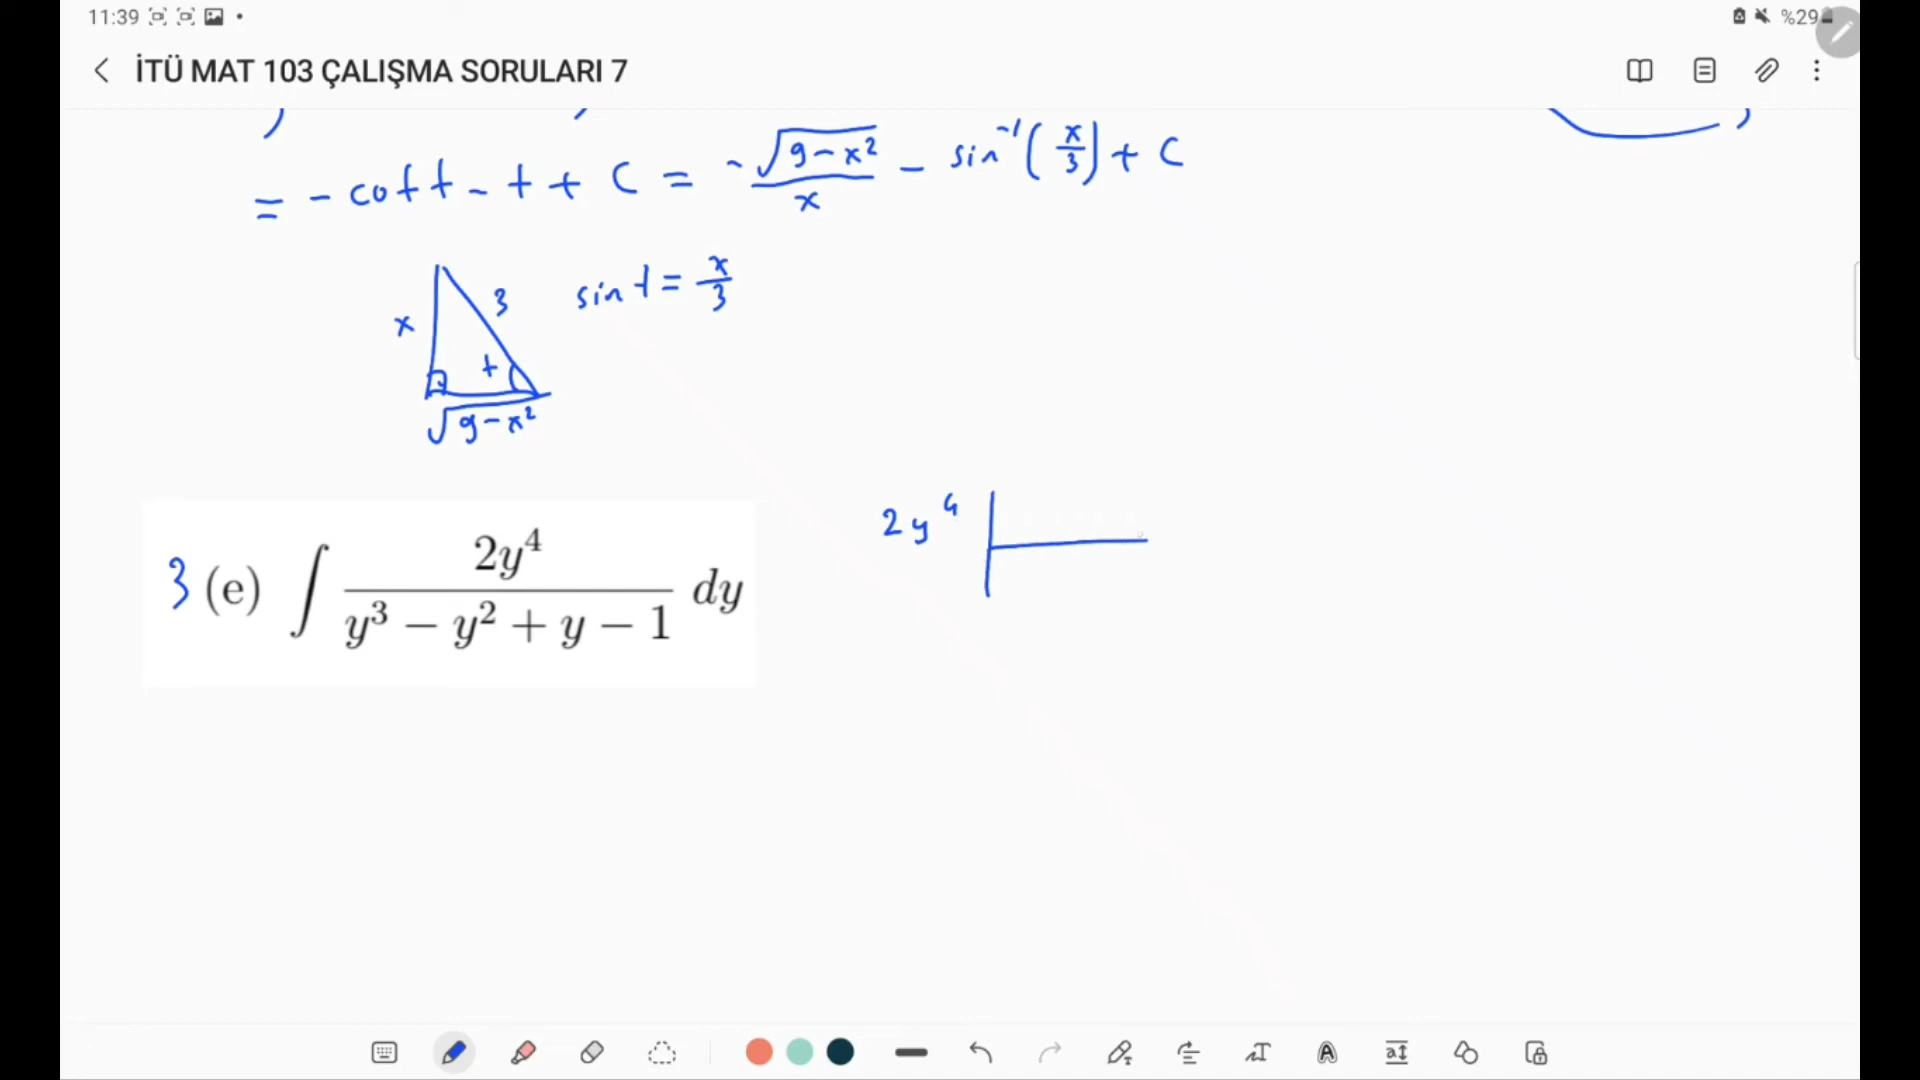 11:39
%29
İTÜ MAT 103 ÇALIŞMA SORULARI 7
= - cot t - t + C = - √(9-x²)/x - sin⁻¹(x/3) + C
x 3 sin t = x/3
t
√(9-x²)
2y⁴
3 (e) ∫ 2y⁴/(y³ − y² + y − 1) dy